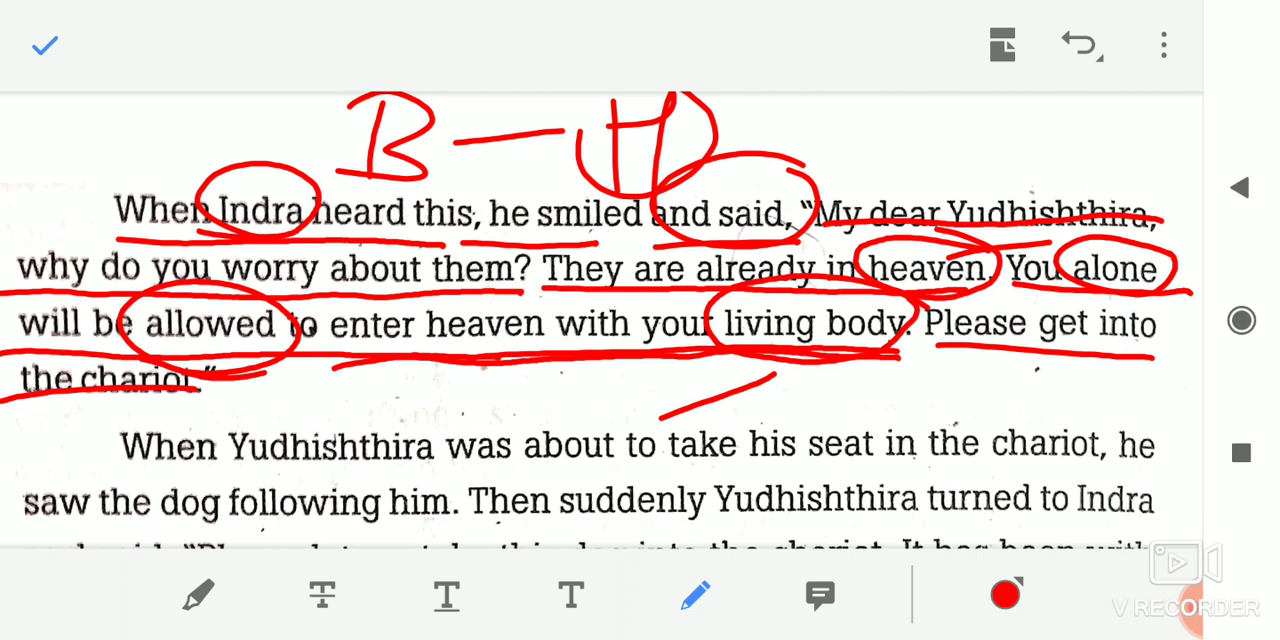 B — H
When Indra heard this, he smiled and said, "My dear Yudhishthira,
why do you worry about them? They are already in heaven. You alone
will be allowed to enter heaven with your living body. Please get into
the chariot."
When Yudhishthira was about to take his seat in the chariot, he
saw the dog following him. Then suddenly Yudhishthira turned to Indra
T T T
V RECORDER